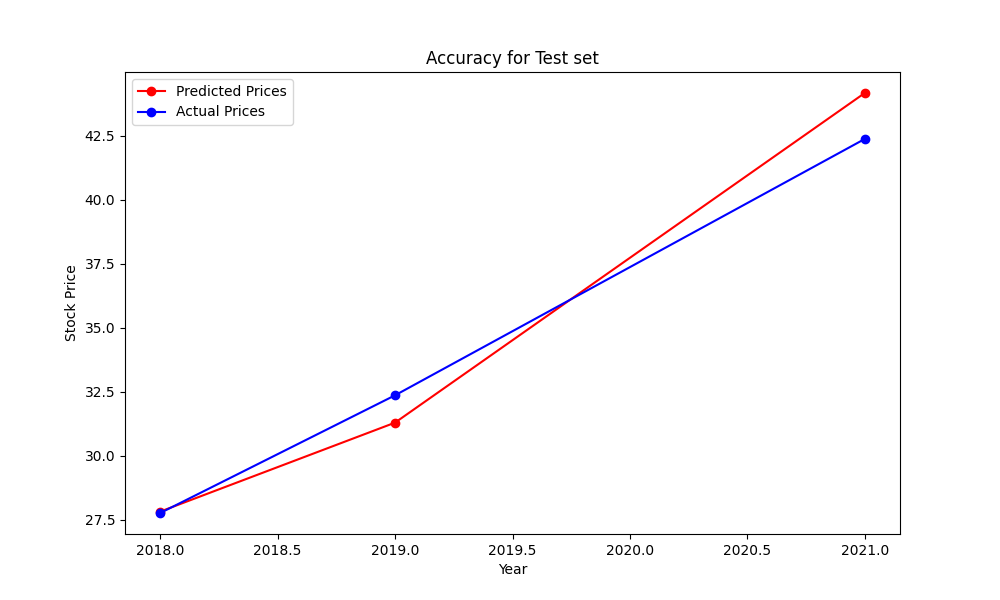 Accuracy for Test set
Predicted Prices
Actual Prices
42.5
40.0
37.5
35.0
32.5
30.0
27.5
Stock Price
2018.0 2018.5 2019.0 2019.5 2020.0 2020.5 2021.0
Year